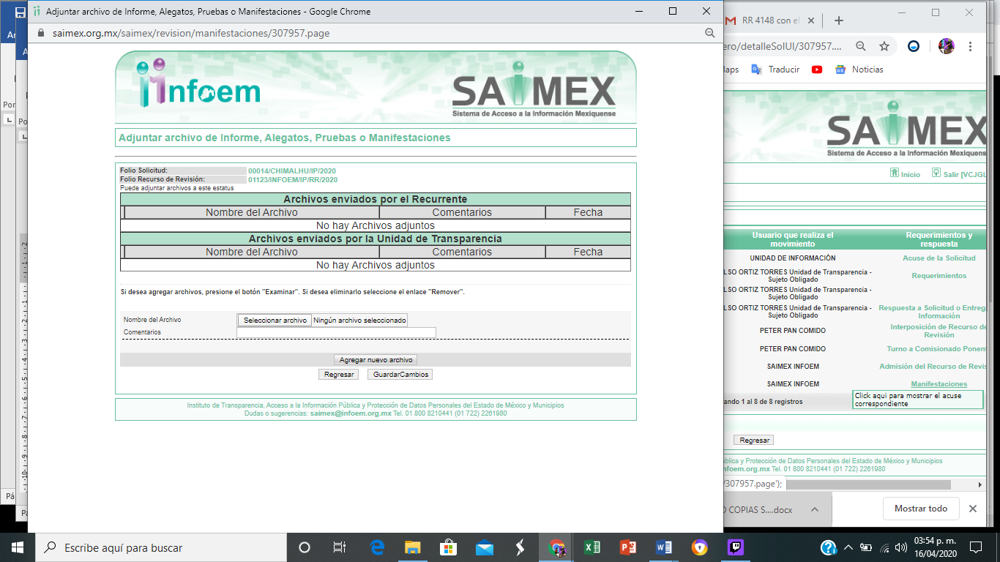 Adjuntar archivo de Informe, Alegatos, Pruebas o Manifestaciones - Google Chrome
saimex.org.mx/saimex/revision/manifestaciones/307957.page
infoem
SAIMEX
Sistema de Acceso a la Información Mexiquense
Adjuntar archivo de Informe, Alegatos, Pruebas o Manifestaciones
Folio Solicitud: 00014/CHIMALHU/IP/2020
Folio Recurso de Revisión: 01123/INFOEM/IP/RR/2020
Puede adjuntar archivos a este estatus
Archivos enviados por el Recurrente
Nombre del Archivo Comentarios Fecha
No hay Archivos adjuntos
Archivos enviados por la Unidad de Transparencia
Nombre del Archivo Comentarios Fecha
No hay Archivos adjuntos
Si desea agregar archivos, presione el botón "Examinar". Si desea eliminarlo seleccione el enlace "Remover".
Nombre del Archivo Seleccionar archivo Ningún archivo seleccionado
Comentarios
Agregar nuevo archivo
Regresar GuardarCambios
Instituto de Transparencia, Acceso a la Información Pública y Protección de Datos Personales del Estado de México y Municipios
Dudas o sugerencias: saimex@infoem.org.mx Tel. 01 800 8210441 (01 722) 2261980
RR 4148 con el
ero/detalleSolUI/307957....
laps Traducir Noticias
SAIMEX
Sistema de Acceso a la Información Mexiquens
Inicio Salir [VCJGL
Usuario que realiza el
movimiento
Requerimientos y
respuesta
UNIDAD DE INFORMACIÓN Acuse de la Solicitud
LSO ORTIZ TORRES Unidad de Transparencia -
Sujeto Obligado
Requerimientos
LSO ORTIZ TORRES Unidad de Transparencia -
Sujeto Obligado
LSO ORTIZ TORRES Unidad de Transparencia -
Sujeto Obligado
Respuesta a Solicitud o Entrega
Información
PETER PAN COMIDO
Interposición de Recurso de
Revisión
PETER PAN COMIDO Turno a Comisionado Ponent
SAIMEX INFOEM Admisión del Recurso de Revis
SAIMEX INFOEM Manifestaciones
ando 1 al 8 de 8 registros
Click aqui para mostrar el acuse
correspondiente
Regresar
ública y Protección de Datos Personales del Estado de México y Municipios
nfoem.org.mx Tel. 01 800 8210441 (01 722) 2261980
/307957.page');
O COPIAS S....docx
Mostrar todo
Por
Po
Pá
Pá
Escribe aquí para buscar
03:54 p. m.
16/04/2020